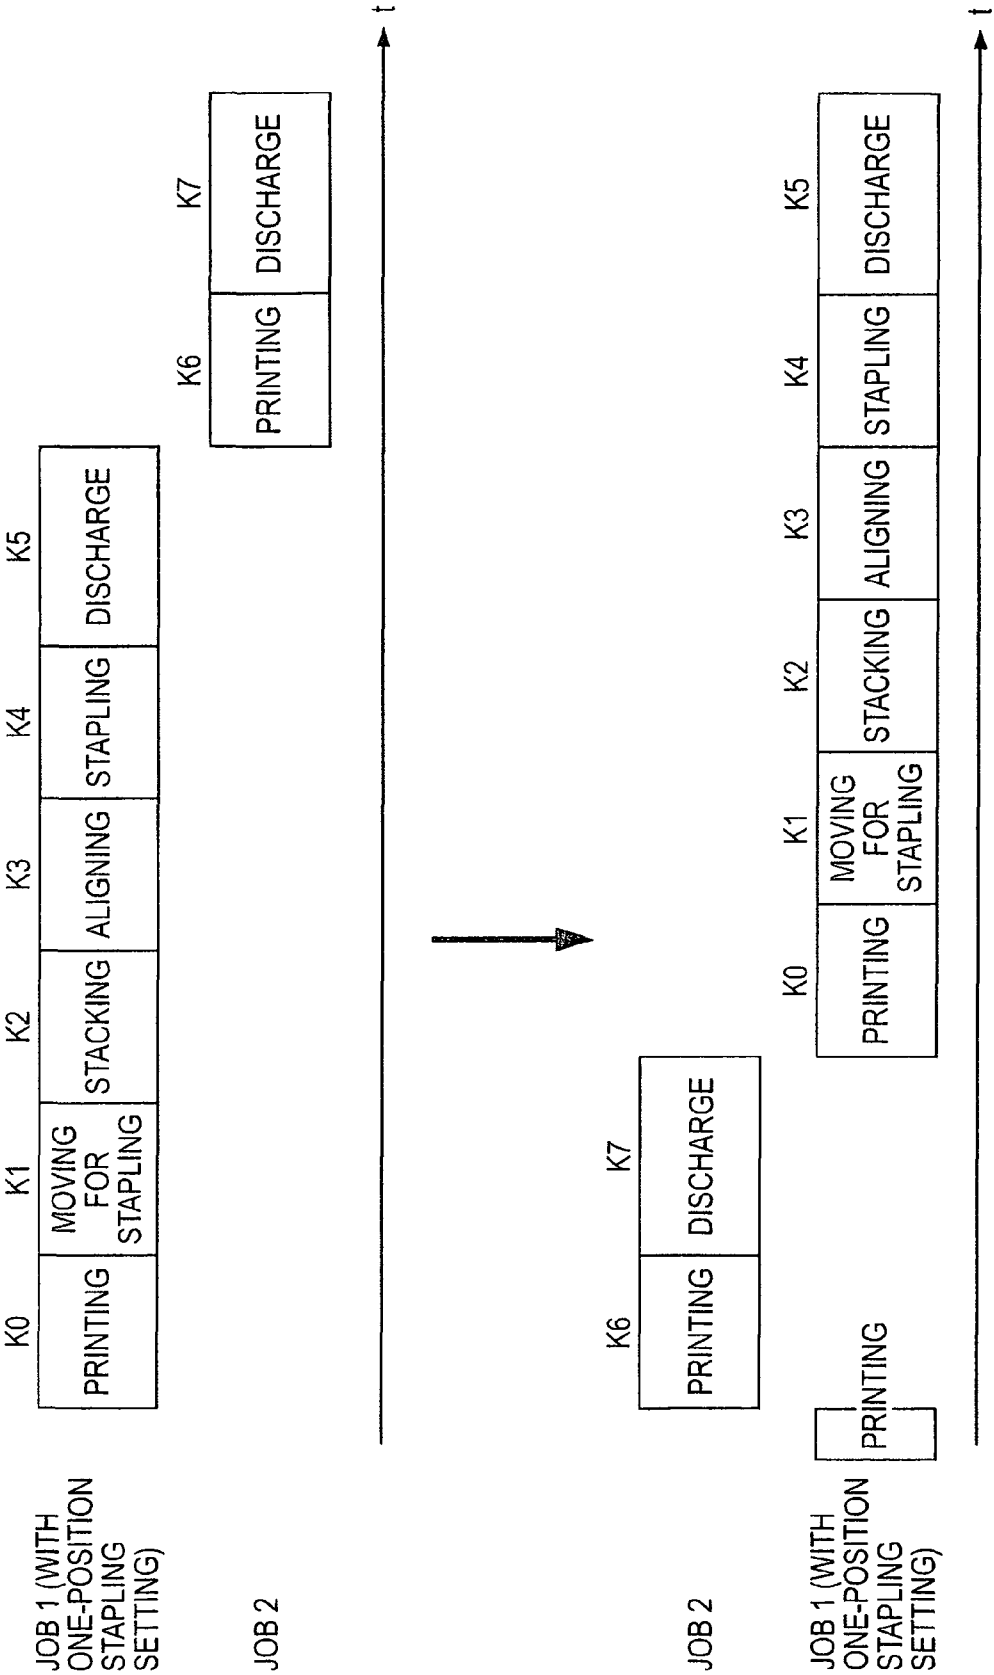 K0
K1
K2
K3
K4
K5
JOB 1 (WITH
ONE-POSITION
STAPLING
SETTING)
PRINTING
MOVING
FOR
STAPLING
STACKING
ALIGNING
STAPLING
DISCHARGE
K6
K7
JOB 2
PRINTING
DISCHARGE
t
K6
K7
JOB 2
PRINTING
DISCHARGE
K0
K1
K2
K3
K4
K5
JOB 1 (WITH
ONE-POSITION
STAPLING
SETTING)
PRINTING
PRINTING
MOVING
FOR
STAPLING
STACKING
ALIGNING
STAPLING
DISCHARGE
t